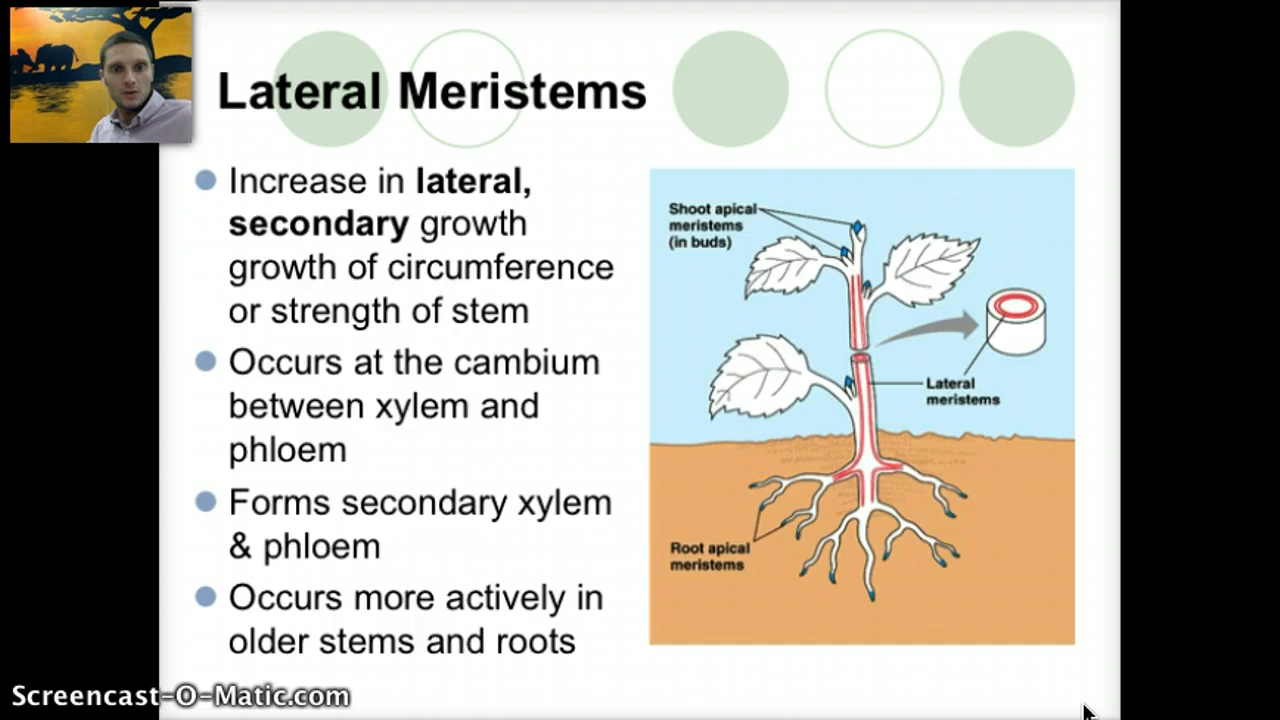 Lateral Meristems
Increase in lateral,
secondary growth
growth of circumference
or strength of stem
Occurs at the cambium
between xylem and
phloem
Forms secondary xylem
& phloem
Occurs more actively in
older stems and roots
Shoot apical
meristems
(in buds)
Lateral
meristems
Root apical
meristems
Screencast-O-Matic.com